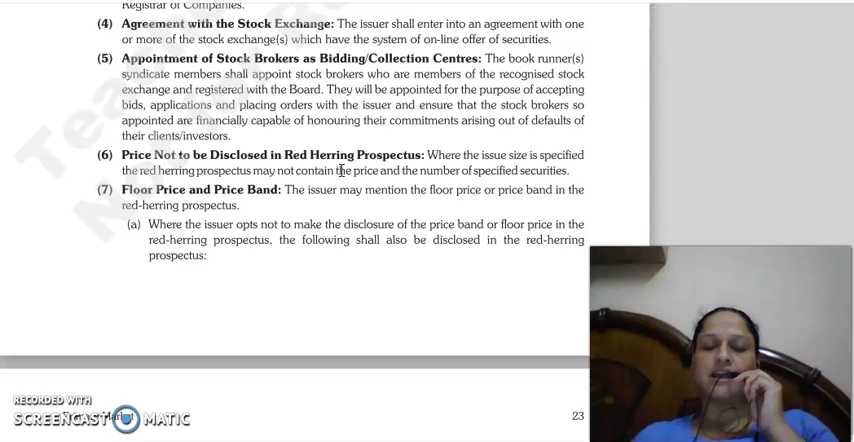 Registrar of Companies.
(4) Agreement with the Stock Exchange: The issuer shall enter into an agreement with one
or more of the stock exchange(s) which have the system of on-line offer of securities.
(5) Appointment of Stock Brokers as Bidding/Collection Centres: The book runner(s)
syndicate members shall appoint stock brokers who are members of the recognised stock
exchange and registered with the Board. They will be appointed for the purpose of accepting
bids, applications and placing orders with the issuer and ensure that the stock brokers so
appointed are financially capable of honouring their commitments arising out of defaults of
their clients/investors.
(6) Price Not to be Disclosed in Red Herring Prospectus: Where the issue size is specified
the red herring prospectus may not contain the price and the number of specified securities.
(7) Floor Price and Price Band: The issuer may mention the floor price or price band in the
red-herring prospectus.
(a) Where the issuer opts not to make the disclosure of the price band or floor price in the
red-herring prospectus, the following shall also be disclosed in the red-herring
prospectus:
RECORDED WITH
SCREENCAST MATIC
23